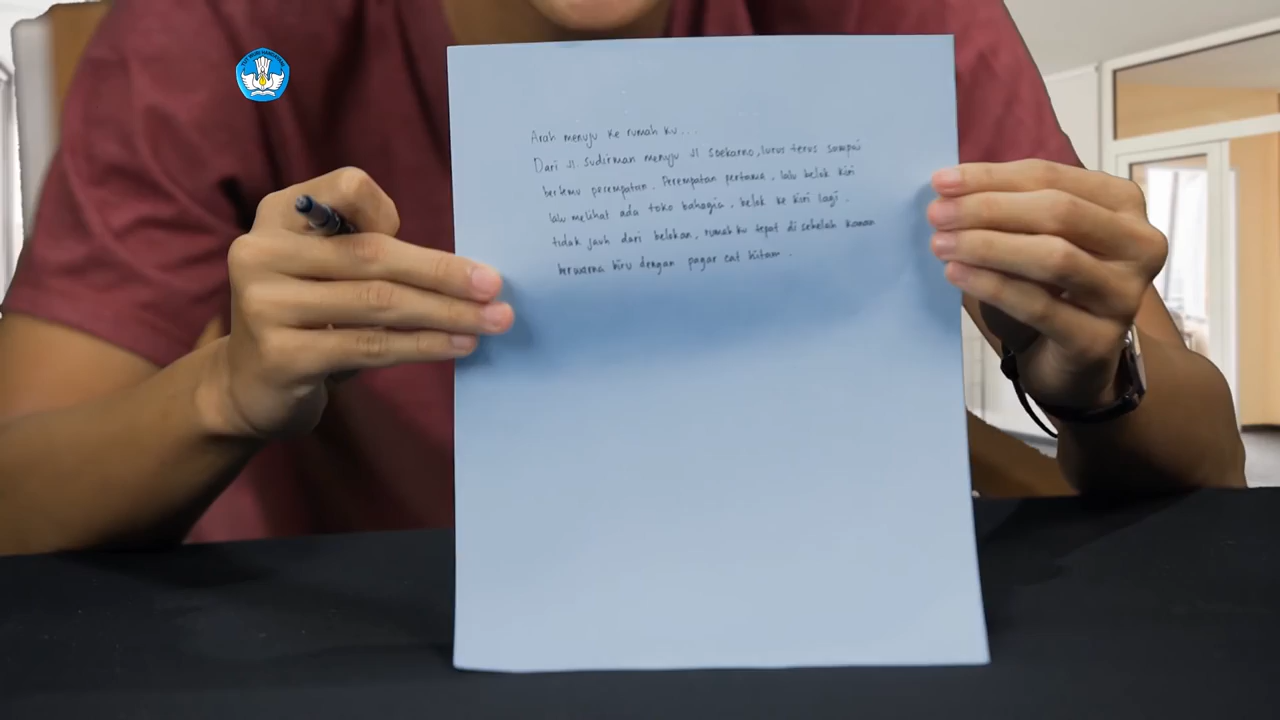 Arah menuju ke rumah ku...
Dari Jl. Sudirman menuju Jl Soekarno, lurus terus sampai
bertemu perempatan. Perempatan pertama, lalu belok kiri
lalu melihat ada toko bahagia, belok ke kiri lagi.
tidak jauh dari belokan, rumah ku tepat di sebelah kanan
berwarna biru dengan pagar cat hitam.